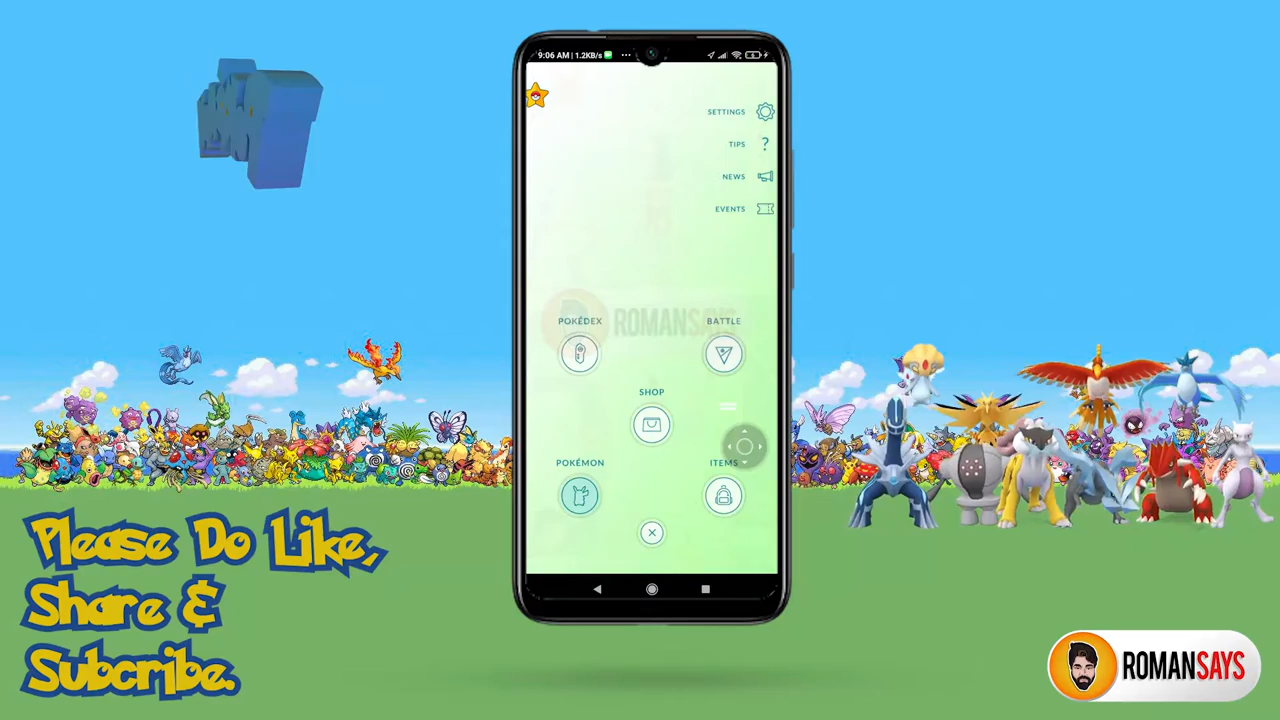 9:06 AM | 1.2KB/s
SETTINGS
TIPS
NEWS
EVENTS
ROMANSAYS
POKÉDEX
BATTLE
SHOP
POKÉMON
ITEMS
Please Do Like,
Share &
Subcribe.
ROMANSAYS